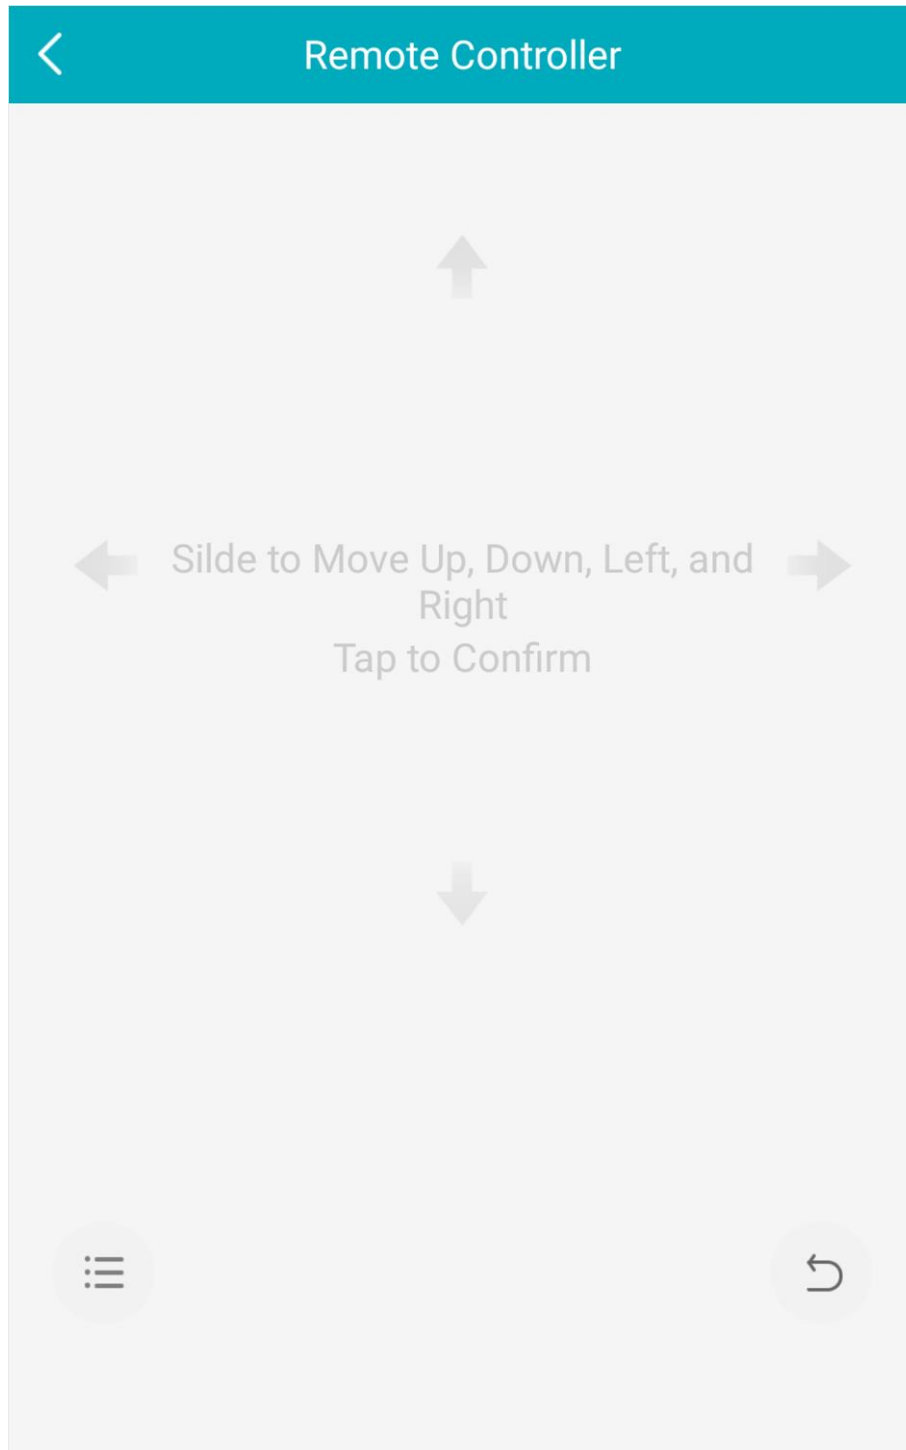 Remote Controller
Silde to Move Up, Down, Left, and
Right
Tap to Confirm